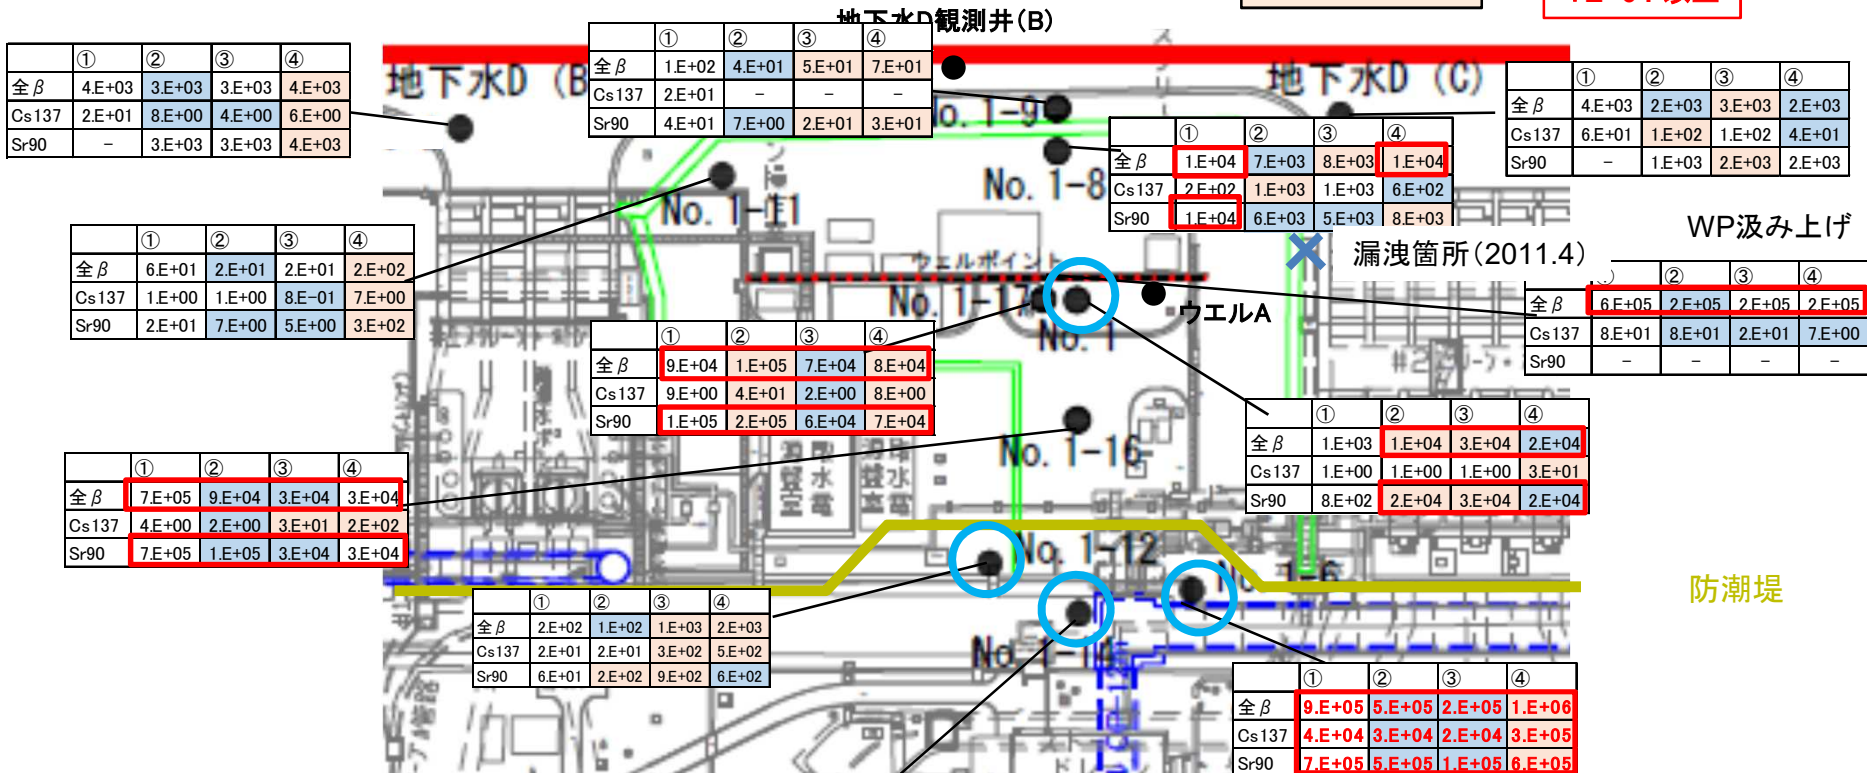 地下水D観測井(B)
① ② ③ ④
全β 1.E+02 4.E+01 5.E+01 7.E+01
Cs137 2.E+01 - - -
Sr90 4.E+01 7.E+00 2.E+01 3.E+01
① ② ③ ④
全β 4.E+03 3.E+03 3.E+03 4.E+03
Cs137 2.E+01 8.E+00 4.E+00 6.E+00
Sr90 - 3.E+03 3.E+03 4.E+03
地下水D (B
地下水D (C)
① ② ③ ④
全β 4.E+03 2.E+03 3.E+03 2.E+03
Cs137 6.E+01 1.E+02 1.E+02 4.E+01
Sr90 - 1.E+03 2.E+03 2.E+03
No. 1-9
① ② ③ ④
全β 1.E+04 7.E+03 8.E+03 1.E+04
Cs137 2.E+02 1.E+03 1.E+03 6.E+02
Sr90 1.E+04 6.E+03 5.E+03 8.E+03
No. 1-8
No. 1-11
① ② ③ ④
全β 6.E+01 2.E+01 2.E+01 2.E+02
Cs137 1.E+00 1.E+00 8.E-01 7.E+00
Sr90 2.E+01 7.E+00 5.E+00 3.E+02
WP汲み上げ
漏洩箇所(2011.4)
ウェルポイント
① ② ③ ④
全β 6.E+05 2.E+05 2.E+05 2.E+05
Cs137 8.E+01 8.E+01 2.E+01 7.E+00
Sr90 - - - -
No. 1-17
No. 1
ウエルA
① ② ③ ④
全β 9.E+04 1.E+05 7.E+04 8.E+04
Cs137 9.E+00 4.E+01 2.E+00 8.E+00
Sr90 1.E+05 2.E+05 6.E+04 7.E+04
① ② ③ ④
全β 1.E+03 1.E+04 3.E+04 2.E+04
Cs137 1.E+00 1.E+00 1.E+00 3.E+01
Sr90 8.E+02 2.E+04 3.E+04 2.E+04
No. 1-16
① ② ③ ④
全β 7.E+05 9.E+04 3.E+04 3.E+04
Cs137 4.E+00 2.E+00 3.E+01 2.E+02
Sr90 7.E+05 1.E+05 3.E+04 3.E+04
No. 1-12
No. 1-6
防潮堤
① ② ③ ④
全β 2.E+02 1.E+02 1.E+03 2.E+03
Cs137 2.E+01 2.E+01 3.E+02 5.E+02
Sr90 6.E+01 2.E+02 9.E+02 6.E+02
No. 1-14
① ② ③ ④
全β 9.E+05 5.E+05 2.E+05 1.E+06
Cs137 4.E+04 3.E+04 2.E+04 3.E+05
Sr90 7.E+05 5.E+05 1.E+05 6.E+05